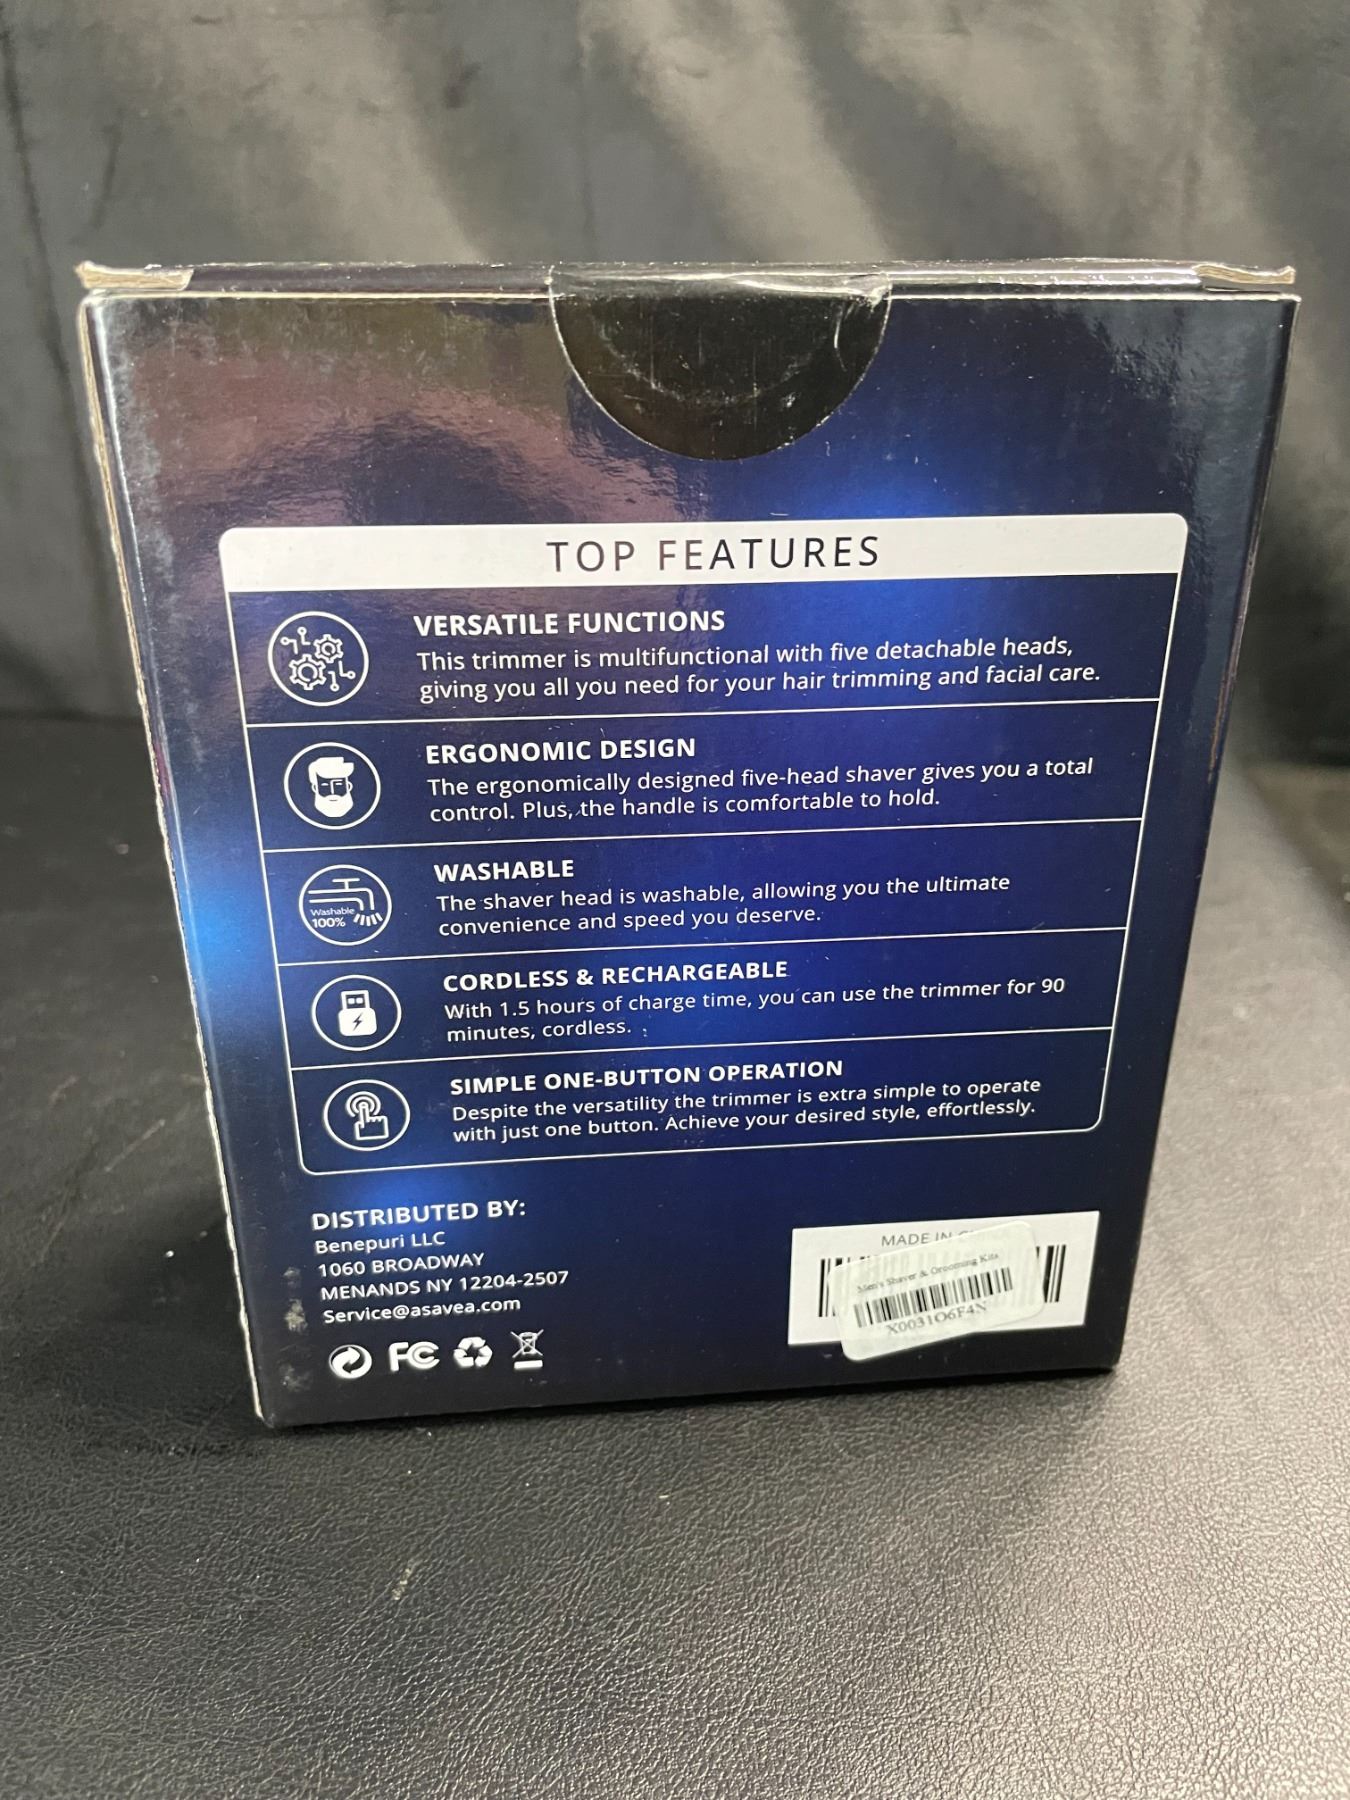 TOP FEATURES
VERSATILE FUNCTIONS
This trimmer is multifunctional with five detachable heads,
giving you all you need for your hair trimming and facial care.
ERGONOMIC DESIGN
The ergonomically designed five-head shaver gives you a total
control. Plus, the handle is comfortable to hold.
Washable
100%
WASHABLE
The shaver head is washable, allowing you the ultimate
convenience and speed you deserve.
CORDLESS & RECHARGEABLE
With 1.5 hours of charge time, you can use the trimmer for 90
minutes, cordless.
SIMPLE ONE-BUTTON OPERATION
Despite the versatility the trimmer is extra simple to operate
with just one button. Achieve your desired style, effortlessly.
DISTRIBUTED BY:
Benepuri LLC
1060 BROADWAY
MENANDS NY 12204-2507
Service@asavea.com
FC
MADE IN
Men's Shaver & Grooming Kits
X0031O6F4N